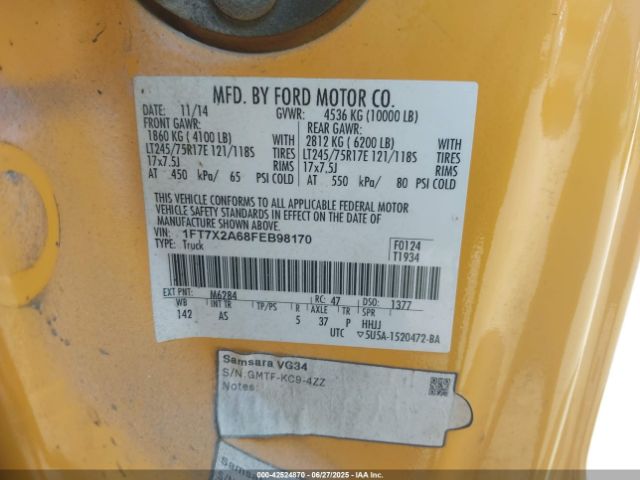 MFD. BY FORD MOTOR CO.
DATE: 11/14 GVWR: 4536 KG (10000 LB)
FRONT GAWR: REAR GAWR:
1860 KG ( 4100 LB) WITH 2812 KG ( 6200 LB) WITH
LT245/75R17E 121/118S TIRES LT245/75R17E 121/118S TIRES
17x7.5J RIMS 17x7.5J RIMS
AT 450 kPa/ 65 PSI COLD AT 550 kPa/ 80 PSI COLD
THIS VEHICLE CONFORMS TO ALL APPLICABLE FEDERAL MOTOR
VEHICLE SAFETY STANDARDS IN EFFECT ON THE DATE OF
MANUFACTURE SHOWN ABOVE.
VIN: 1FT7X2A68FEB98170
TYPE: Truck
F0124
T1934
EXT PNT: M6284 RC: 47 DSO: 1377
WB INT TR TP/PS R AXLE TR SPR
142 AS 5 37 P HHJJ
UTC ▽5U5A-1520472-BA
Samsara VG34
S/N:GMTF-KC9-4ZZ
Notes:
Samsara
S/N:
000-42524870 06/27/2025 IAA Inc.